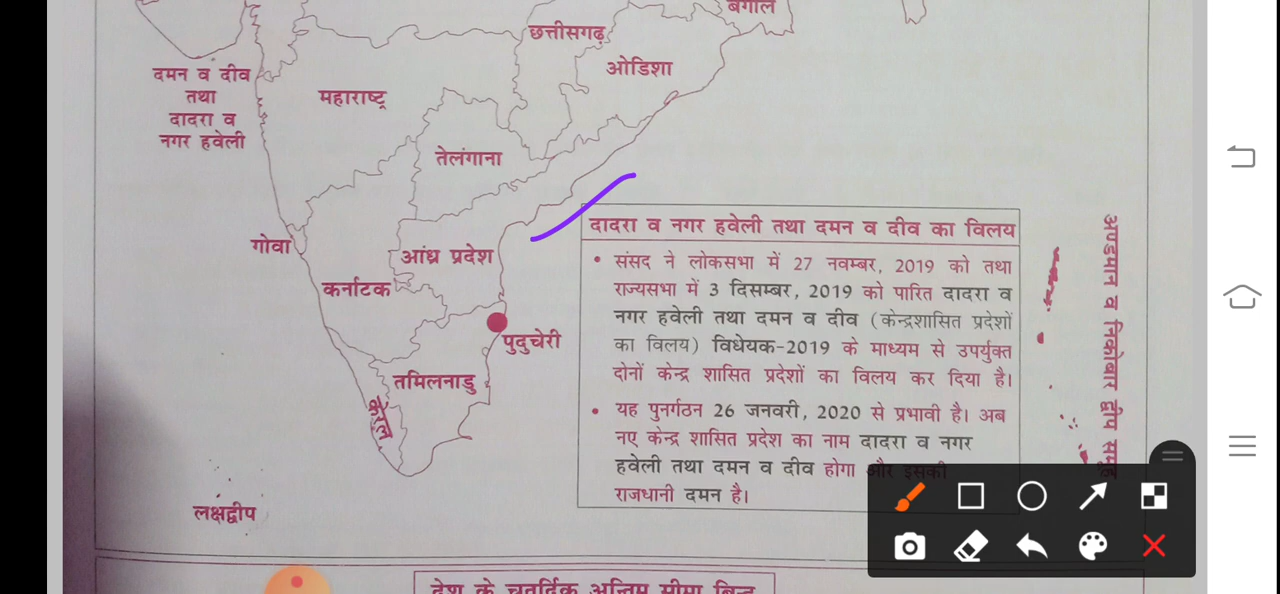 बंगाल
छत्तीसगढ़
ओडिशा
दमन व दीव
तथा
दादरा व
नगर हवेली
महाराष्ट्र
तेलंगाना
गोवा
आंध्र प्रदेश
कर्नाटक
पुदुचेरी
तमिलनाडु
केरल
लक्षद्वीप
दादरा व नगर हवेली तथा दमन व दीव का विलय
• संसद ने लोकसभा में 27 नवम्बर, 2019 को तथा
राज्यसभा में 3 दिसम्बर, 2019 को पारित दादरा व
नगर हवेली तथा दमन व दीव (केन्द्रशासित प्रदेशों
का विलय) विधेयक-2019 के माध्यम से उपर्युक्त
दोनों केन्द्र शासित प्रदेशों का विलय कर दिया है।
• यह पुनर्गठन 26 जनवरी, 2020 से प्रभावी है। अब
नए केन्द्र शासित प्रदेश का नाम दादरा व नगर
हवेली तथा दमन व दीव होगा और इसकी
राजधानी दमन है।
अण्डमान व निकोबार द्वीप
देश के चतुर्दिक अन्तिम सीमा बिन्दु